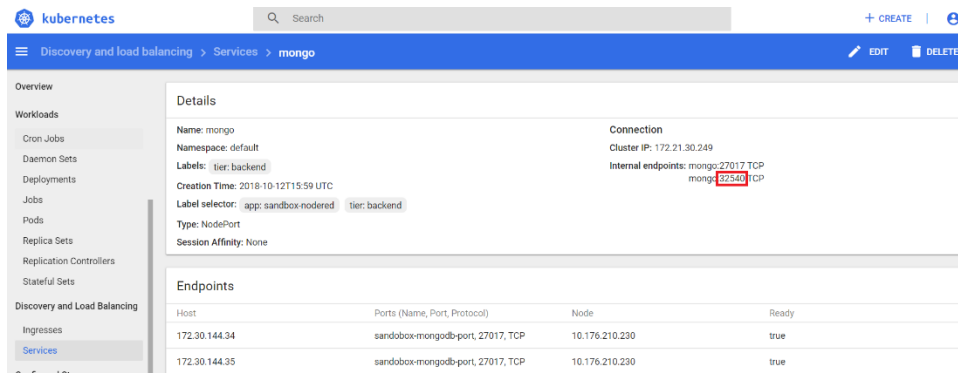 kubernetes
Search
+ CREATE |
Discovery and load balancing > Services > mongo
EDIT
DELETE
Overview
Workloads
Cron Jobs
Daemon Sets
Deployments
Jobs
Pods
Replica Sets
Replication Controllers
Stateful Sets
Discovery and Load Balancing
Ingresses
Services
Details
Name: mongo
Namespace: default
Labels: tier: backend
Creation Time: 2018-10-12T15:59 UTC
Label selector: app: sandbox-nodered tier: backend
Type: NodePort
Session Affinity: None
Connection
Cluster IP: 172.21.30.249
Internal endpoints: mongo:27017 TCP
mongo:32540 TCP
Endpoints
Host Ports (Name, Port, Protocol) Node Ready
172.30.144.34 sandobox-mongodb-port, 27017, TCP 10.176.210.230 true
172.30.144.35 sandobox-mongodb-port, 27017, TCP 10.176.210.230 true